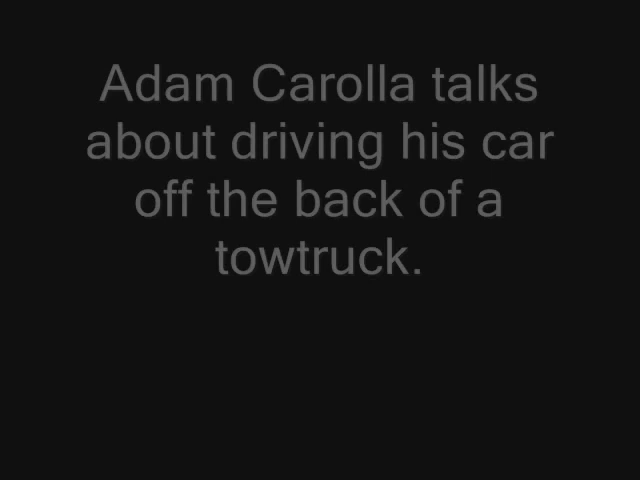 Adam Carolla talks
about driving his car
off the back of a
towtruck.